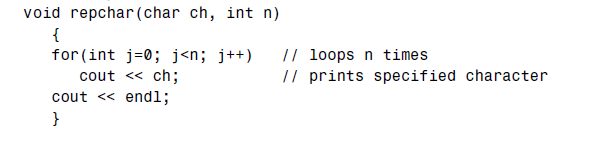 void repchar(char ch, int n)
{
for(int j=0; j<n; j++) // loops n times
cout << ch; // prints specified character
cout << endl;
}